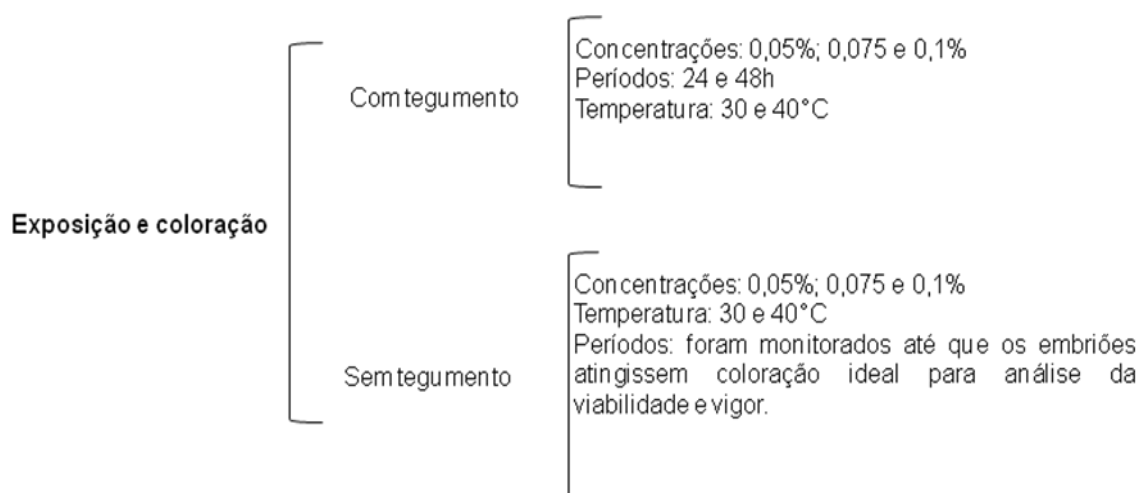 Exposição e coloração
Com tegumento
Concentrações: 0,05%; 0,075 e 0,1%
Períodos: 24 e 48h
Temperatura: 30 e 40°C
Sem tegumento
Concentrações: 0,05%; 0,075 e 0,1%
Temperatura: 30 e 40°C
Períodos: foram monitorados até que os embriões
atingissem coloração ideal para análise da
viabilidade e vigor.